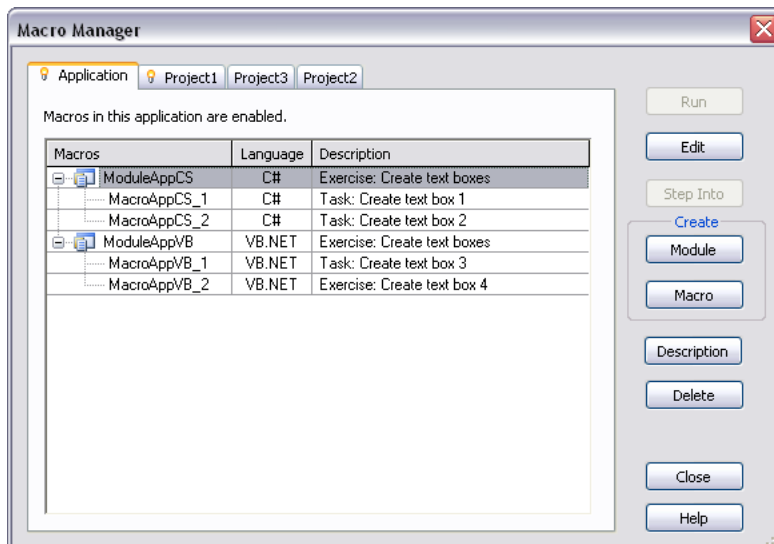 Macro Manager
Application Project1 Project3 Project2
Macros in this application are enabled.
Macros Language Description
ModuleAppCS C# Exercise: Create text boxes
MacroAppCS_1 C# Task: Create text box 1
MacroAppCS_2 C# Task: Create text box 2
ModuleAppVB VB.NET Exercise: Create text boxes
MacroAppVB_1 VB.NET Task: Create text box 3
MacroAppVB_2 VB.NET Exercise: Create text box 4
Run
Edit
Step Into
Create
Module
Macro
Description
Delete
Close
Help